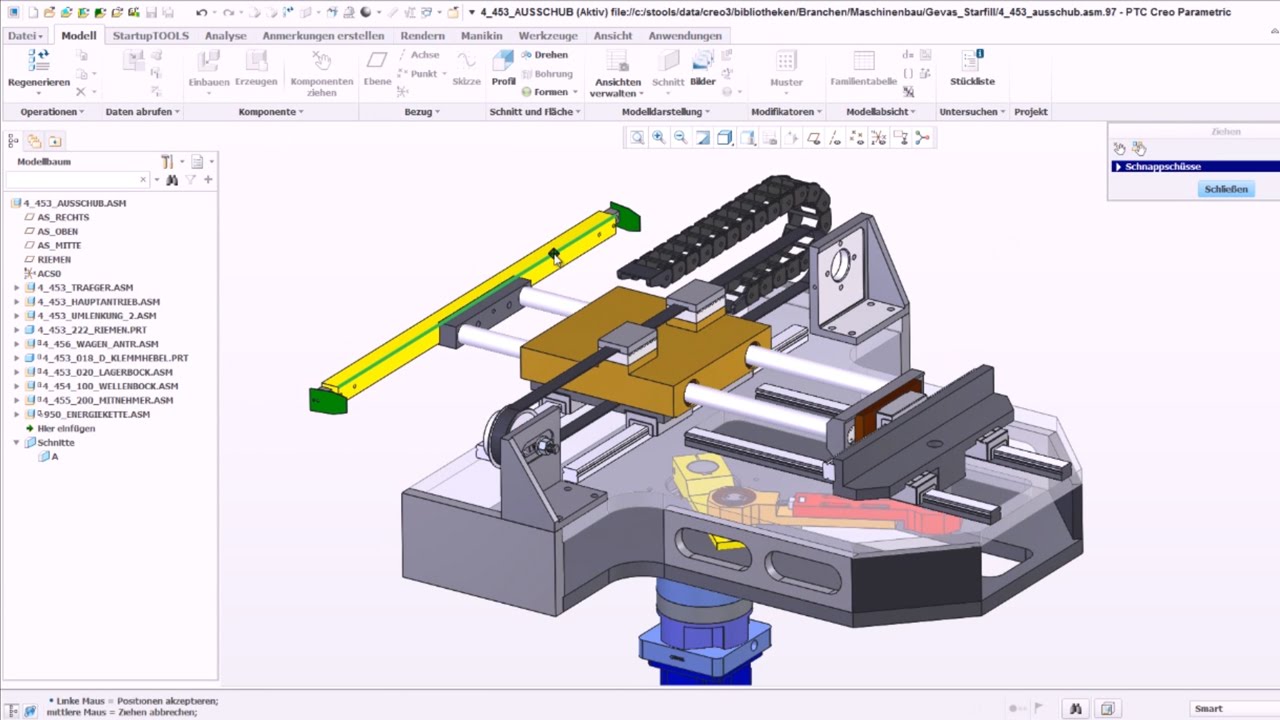 4_453_AUSSCHUB (Aktiv) file://c:/stools/data/creo3/bibliotheken/Branchen/Maschinenbau/Gevas_Starfill/4_453_ausschub.asm.97 - PTC Creo Parametric
Datei Modell StartupTOOLS Analyse Anmerkungen erstellen Rendern Manikin Werkzeuge Ansicht Anwendungen
Regenerieren
Einbauen Erzeugen Komponenten ziehen
Ebene Achse Punkt Skizze
Profil Drehen Bohrung Formen
Ansichten verwalten Schnitt Bilder
Muster
Familientabelle
d=
Stückliste
Operationen Daten abrufen Komponente Bezug Schnitt und Fläche Modelldarstellung Modifikatoren Modellabsicht Untersuchen Projekt
Ziehen
Schnappschüsse
Schließen
Modellbaum
4_453_AUSSCHUB.ASM
AS_RECHTS
AS_OBEN
AS_MITTE
RIEMEN
ACS0
4_453_TRAEGER.ASM
4_453_HAUPTANTRIEB.ASM
4_453_UMLENKUNG_2.ASM
4_453_222_RIEMEN.PRT
4_456_WAGEN_ANTR.ASM
4_453_018_D_KLEMMHEBEL.PRT
4_453_020_LAGERBOCK.ASM
4_454_100_WELLENBOCK.ASM
4_455_200_MITNEHMER.ASM
950_ENERGIEKETTE.ASM
Hier einfügen
Schnitte
A
* Linke Maus = Positionen akzeptieren;
mittlere Maus = Ziehen abbrechen;
Smart